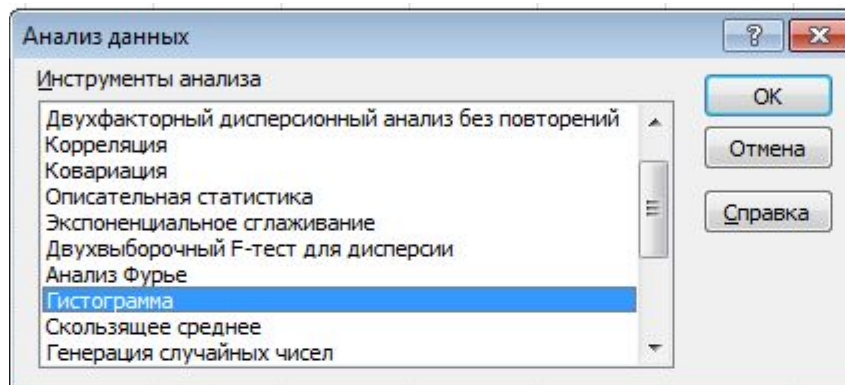 Анализ данных
Инструменты анализа
Двухфакторный дисперсионный анализ без повторений
Корреляция
Ковариация
Описательная статистика
Экспоненциальное сглаживание
Двухвыборочный F-тест для дисперсии
Анализ Фурье
Гистограмма
Скользящее среднее
Генерация случайных чисел
ОК
Отмена
Справка